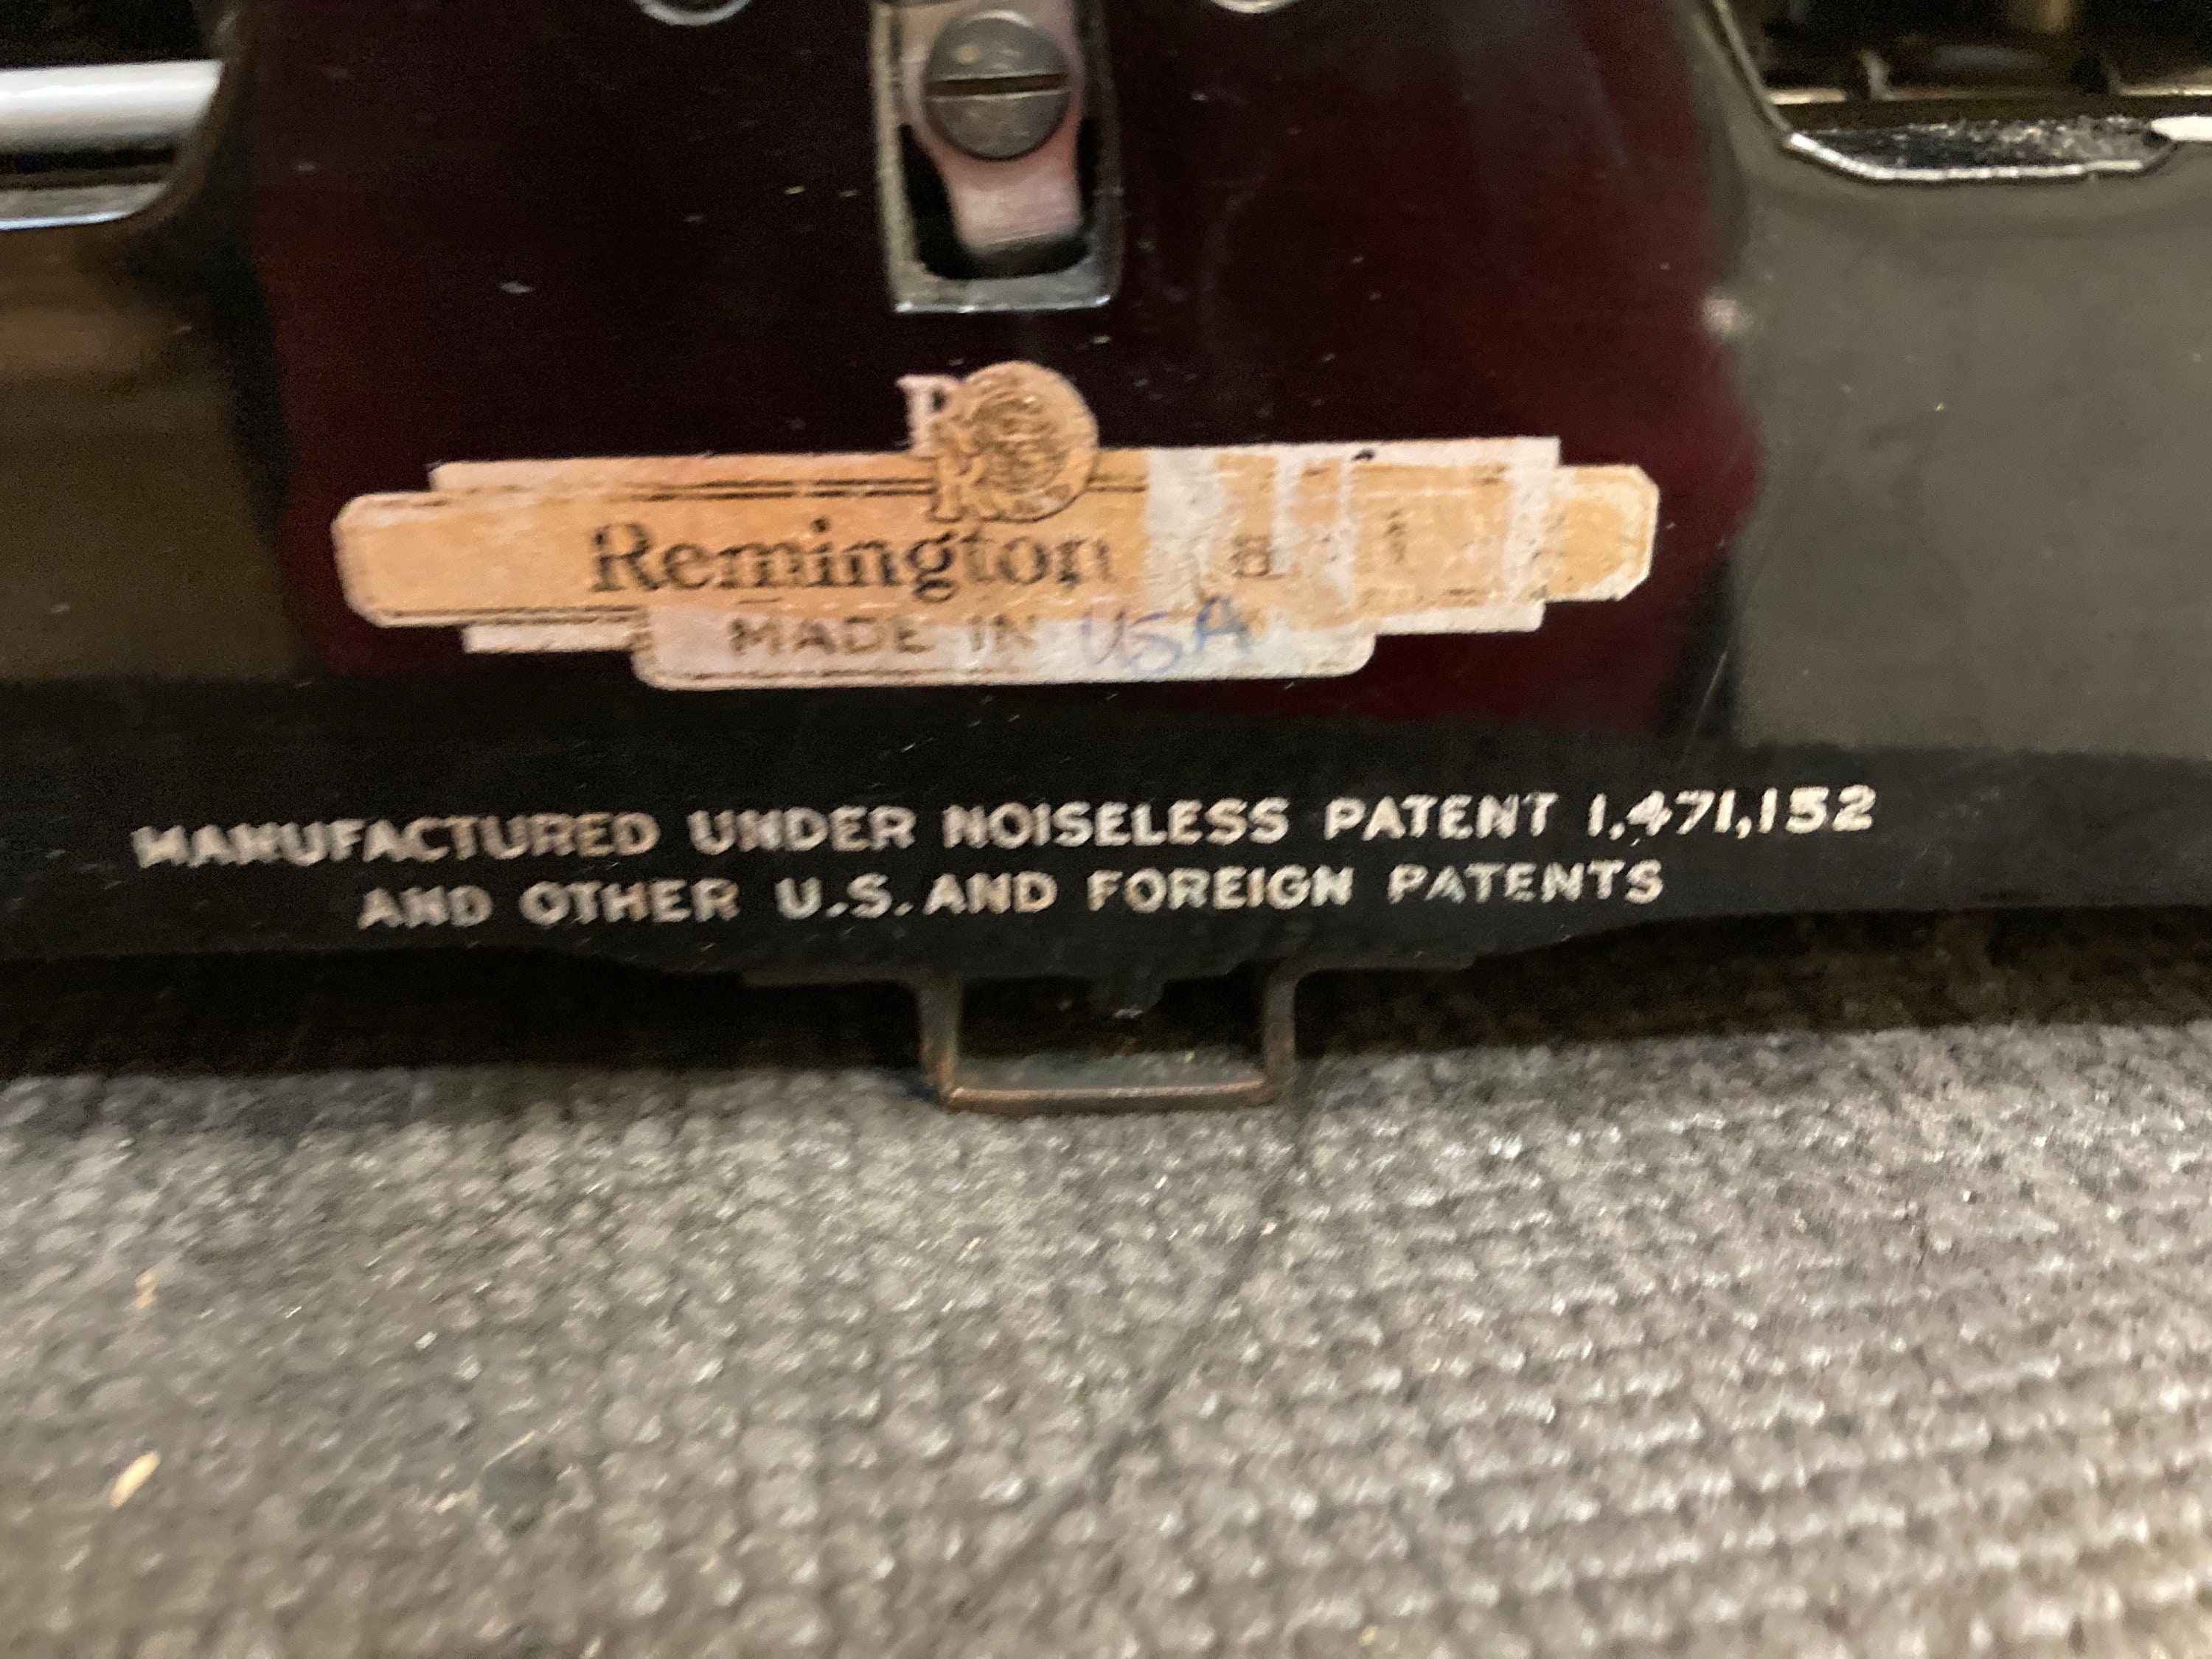 Remington
MADE IN USA
MANUFACTURED UNDER NOISELESS PATENT 1,471,152
AND OTHER U.S. AND FOREIGN PATENTS